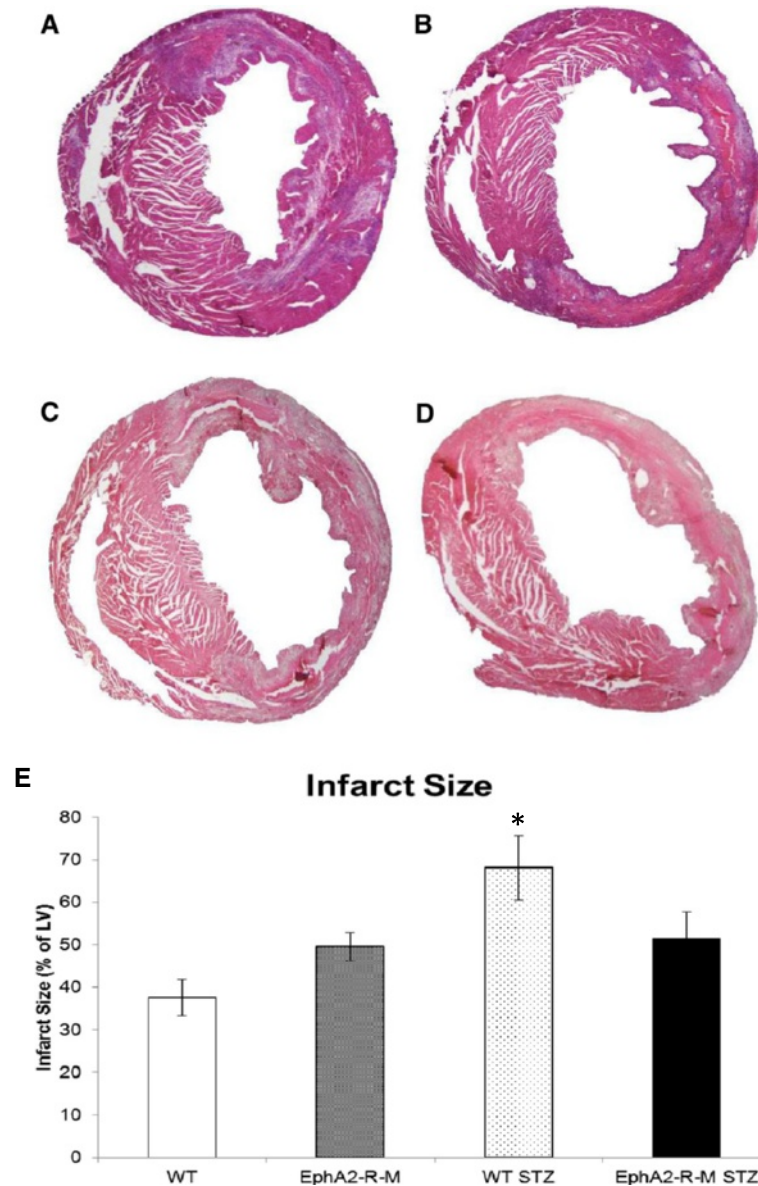 A
B
C
D
E
Infarct Size
80
70
60
50
40
30
20
10
0
Infarct Size (% of LV)
*
WT
EphA2-R-M
WT STZ
EphA2-R-M STZ